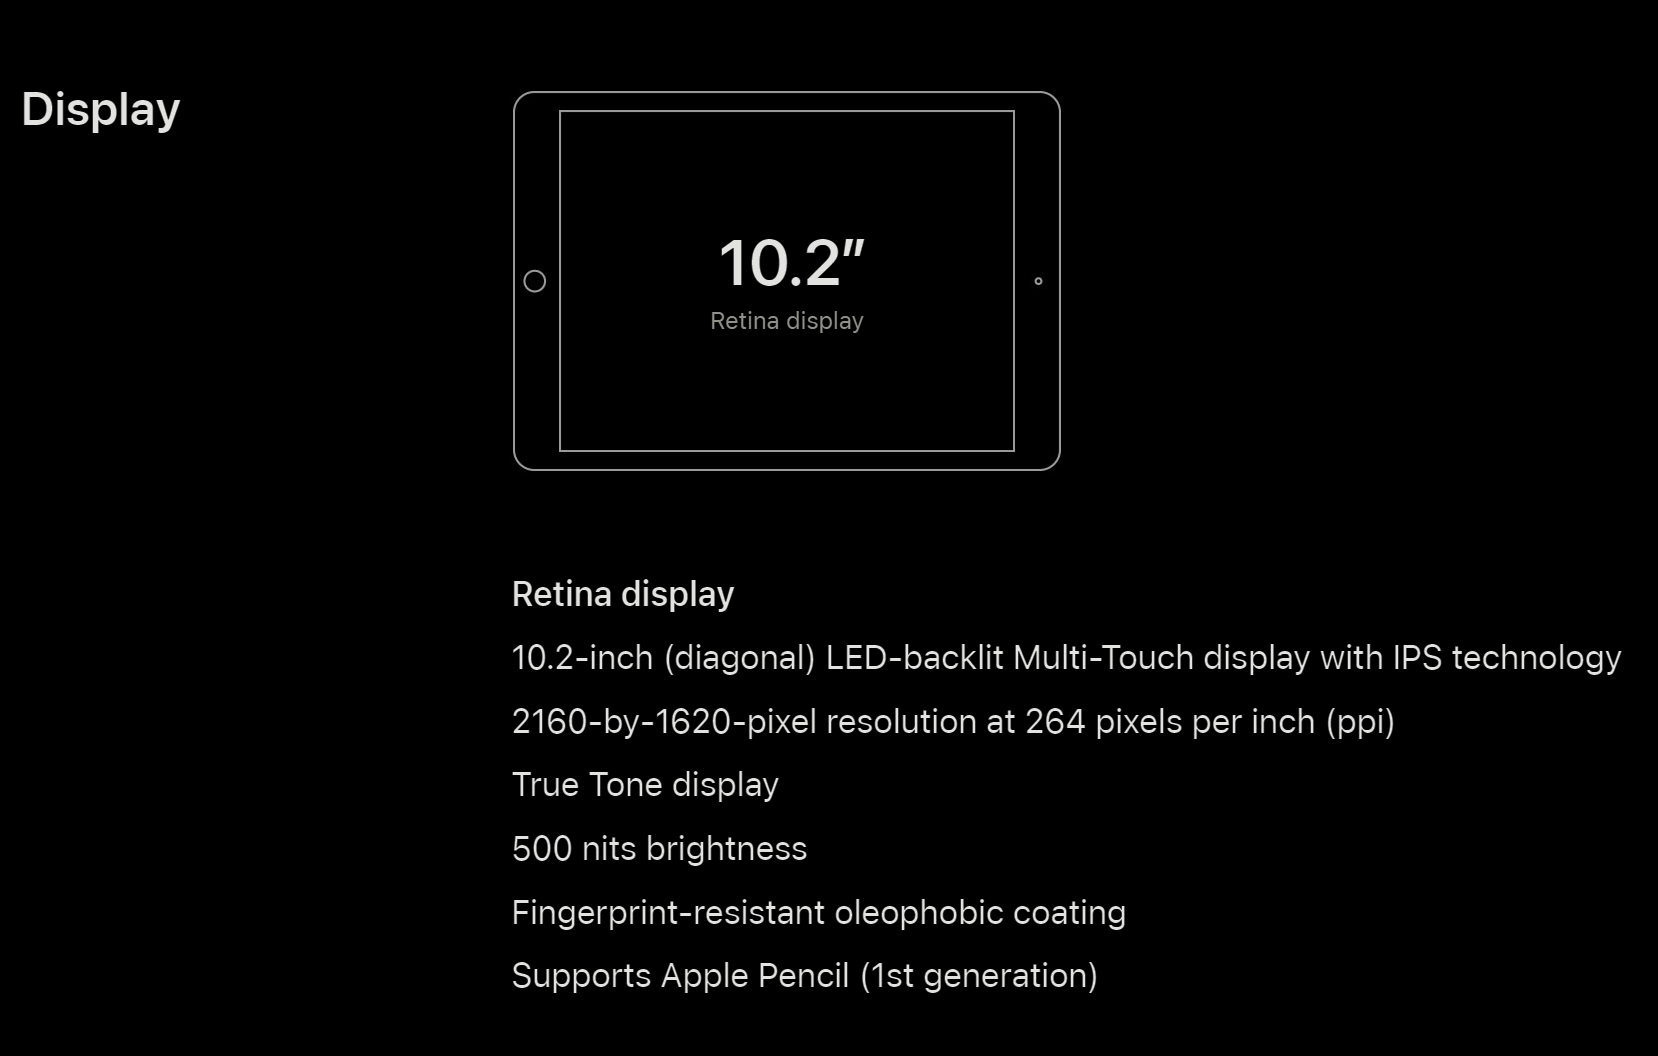 Display
10.2″
Retina display
Retina display
10.2-inch (diagonal) LED-backlit Multi-Touch display with IPS technology
2160-by-1620-pixel resolution at 264 pixels per inch (ppi)
True Tone display
500 nits brightness
Fingerprint-resistant oleophobic coating
Supports Apple Pencil (1st generation)